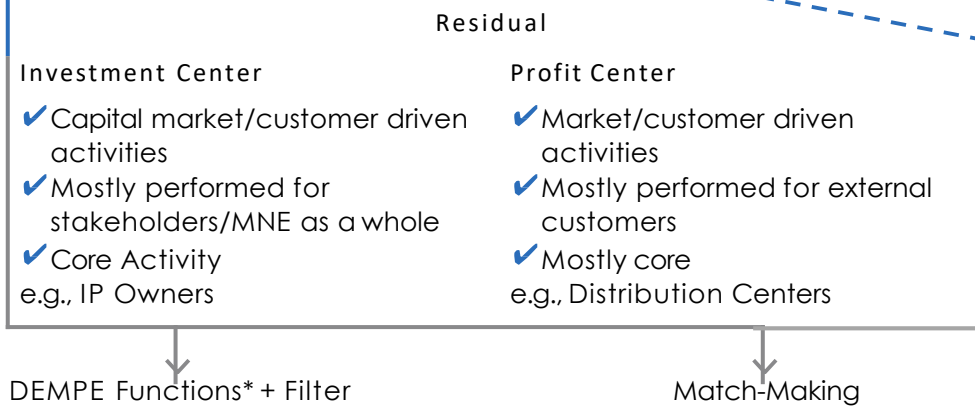 Residual
Investment Center
✔Capital market/customer driven
activities
✔Mostly performed for
stakeholders/MNE as a whole
✔Core Activity
e.g., IP Owners
Profit Center
✔Market/customer driven
activities
✔Mostly performed for external
customers
✔Mostly core
e.g., Distribution Centers
DEMPE Functions* + Filter
Match-Making